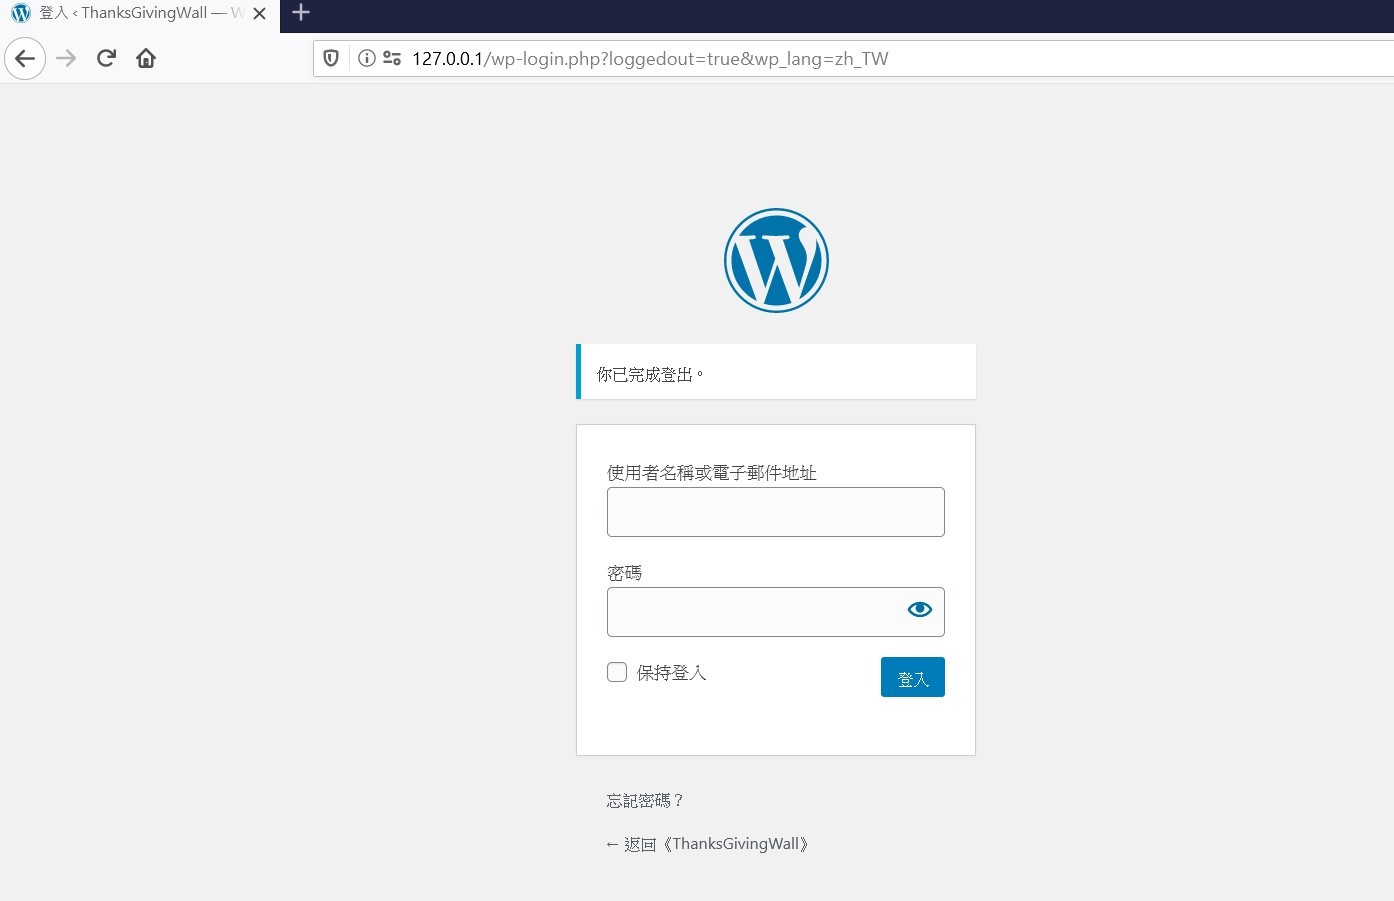 登入 ‹ ThanksGivingWall — W
127.0.0.1/wp-login.php?loggedout=true&wp_lang=zh_TW
你已完成登出。
使用者名稱或電子郵件地址
密碼
保持登入
登入
忘記密碼？
← 返回《ThanksGivingWall》